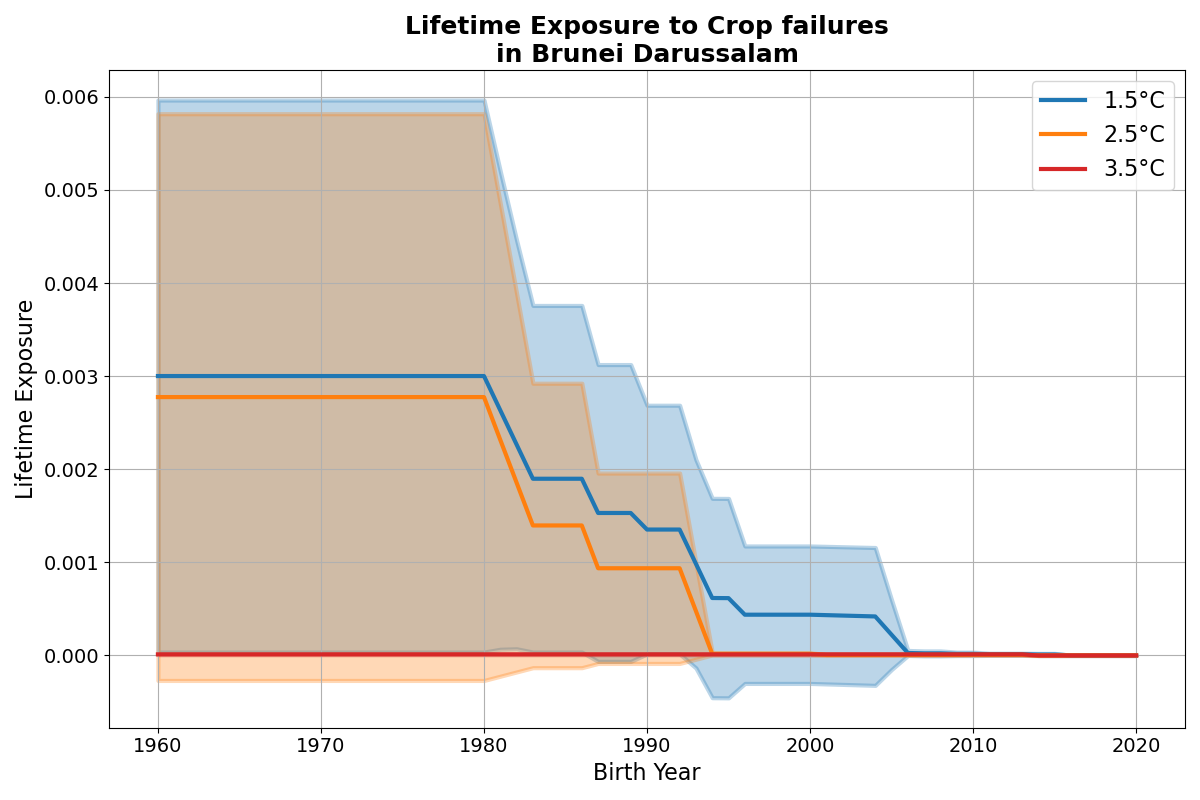 Lifetime Exposure to Crop failures
in Brunei Darussalam
1.5°C
2.5°C
3.5°C
Lifetime Exposure
0.006
0.005
0.004
0.003
0.002
0.001
0.000
1960 1970 1980 1990 2000 2010 2020
Birth Year